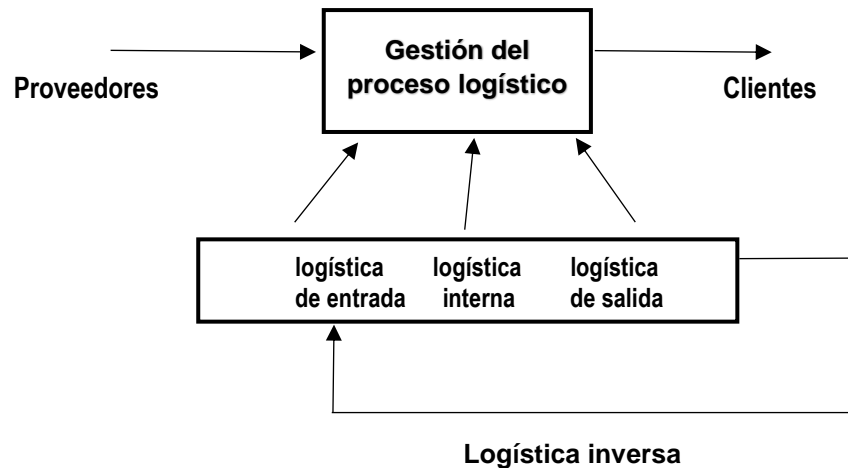 Gestión del
proceso logístico
Proveedores
Clientes
logística
de entrada
logística
interna
logística
de salida
Logística inversa